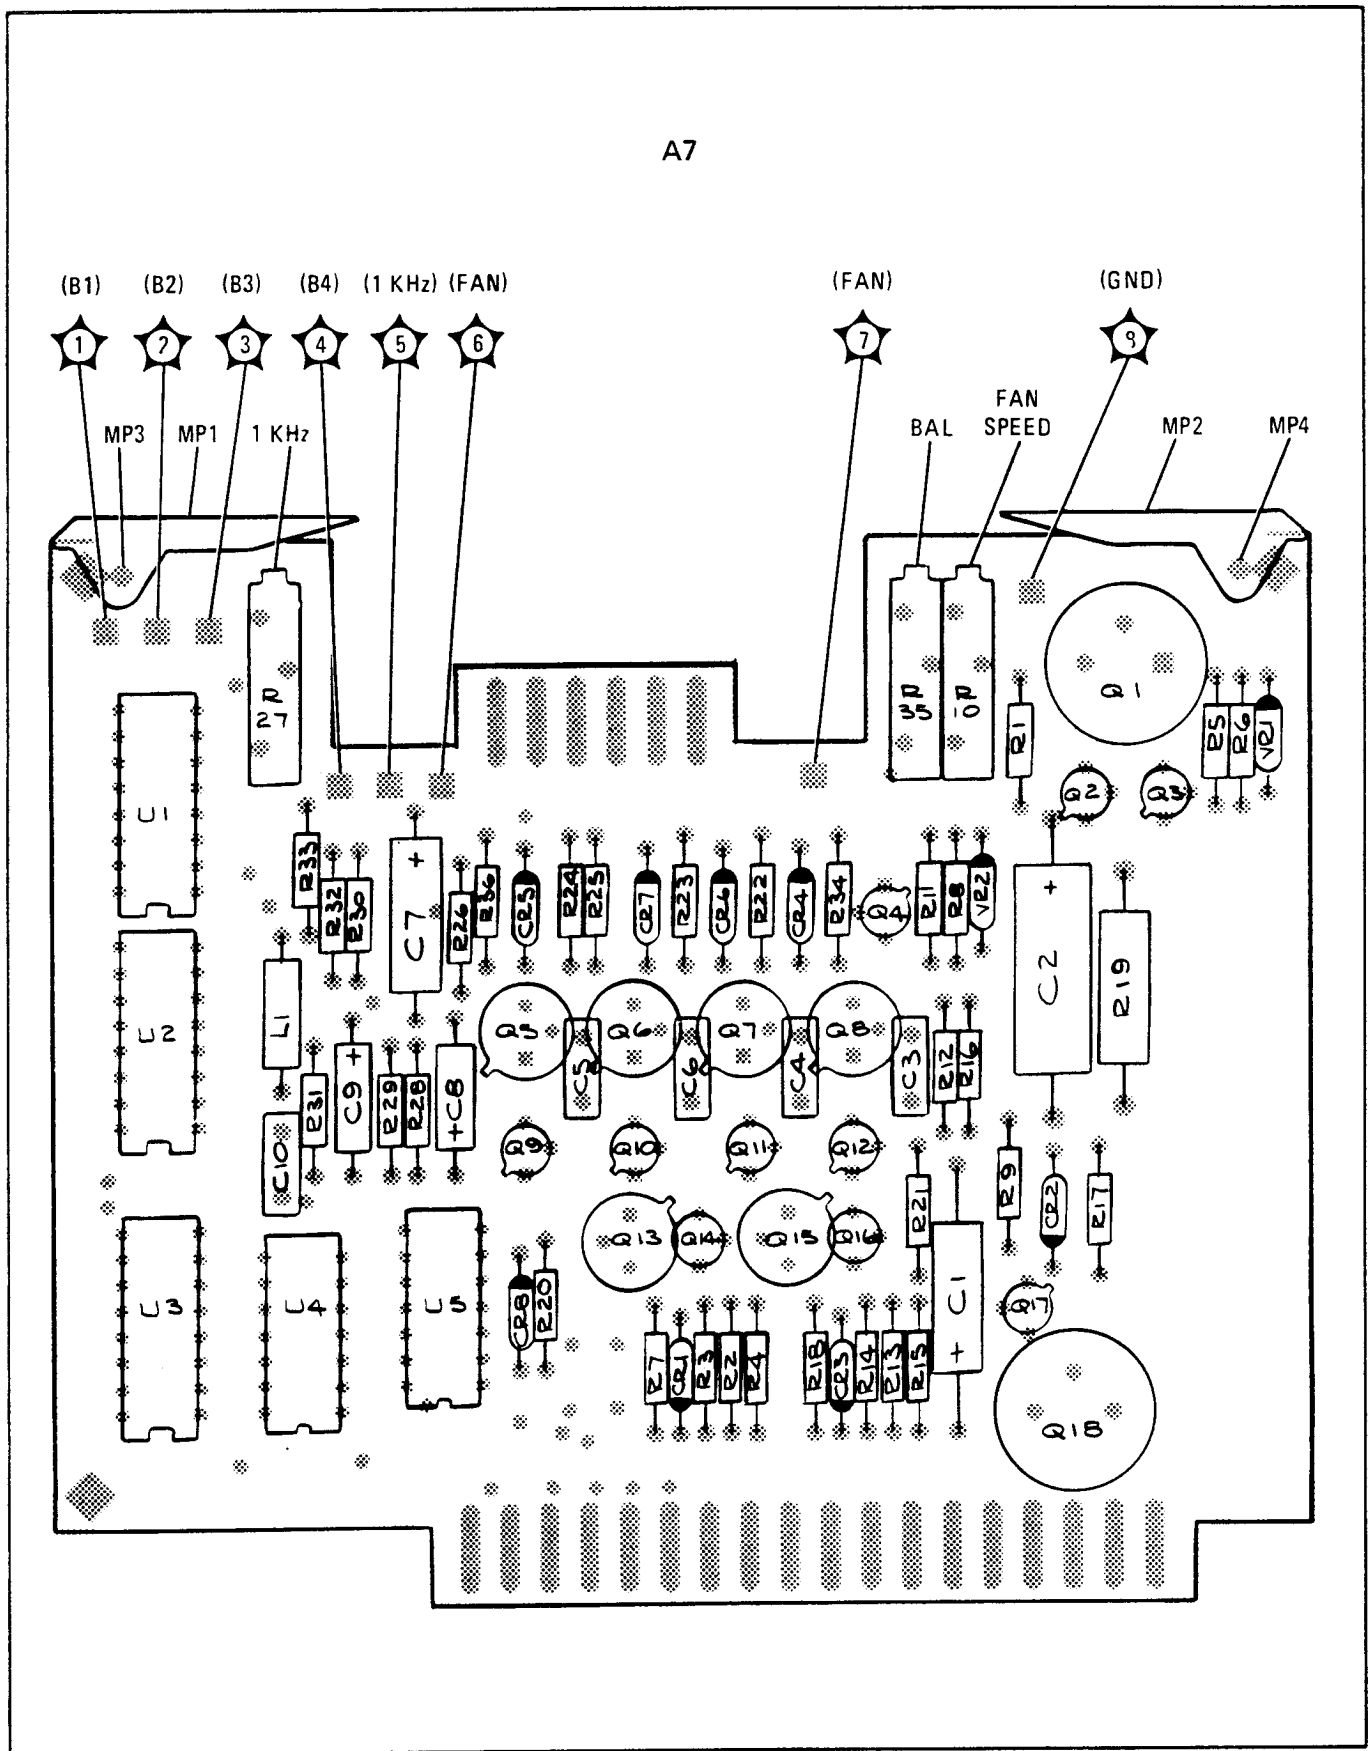 A7
(B1) (B2) (B3) (B4) (1 KHz) (FAN) (FAN) (GND)
1 2 3 4 5 6 7 9
MP3 MP1 1 KHz BAL FAN SPEED MP2 MP4
R27 R35 R10 Q1
R1 R5 R6 VR1
U1 Q2 Q3
R33 R32 R30 C7 + R26 R36 CR5 R24 R25 CR7 R23 CR6 R22 CR4 R34 Q4 R11 R8 VR2 + C2 R19
U2 L1 Q5 Q6 Q7 Q8
C10 R31 C9 + R29 R28 +C8 C5 C6 C4 C3 R12 R16
Q9 Q10 Q11 Q12 R21 R9 CR2 R17
Q13 Q14 Q15 Q16
U3 U4 U5 CR8 R20 C1 + Q17
R7 CR1 R3 R2 R4 R18 CR3 R14 R13 R15
Q18